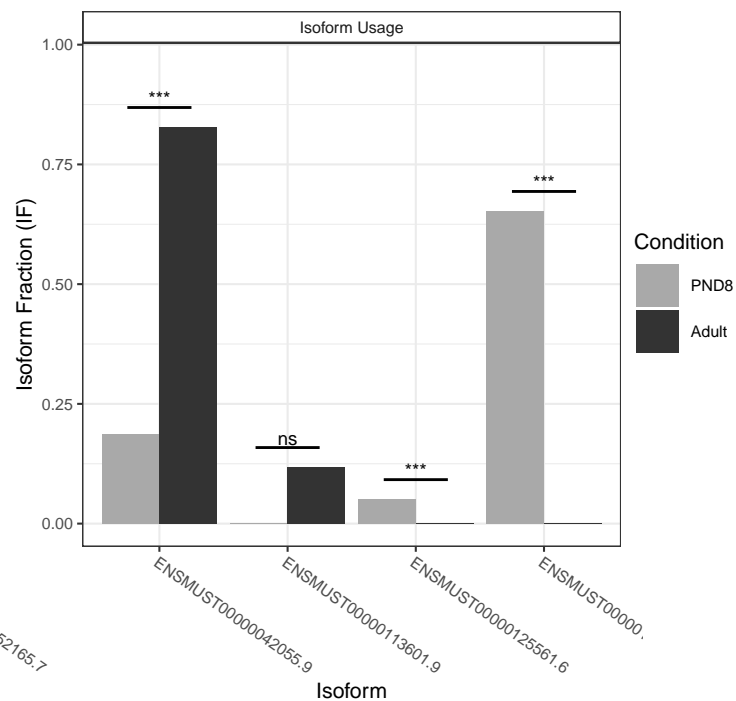 Isoform Usage
1.00
0.75
0.50
0.25
0.00
Isoform Fraction (IF)
***
ns
***
***
Condition
PND8
Adult
52165.7
ENSMUST00000042055.9
ENSMUST00000113601.9
ENSMUST00000125561.6
ENSMUST00000
Isoform